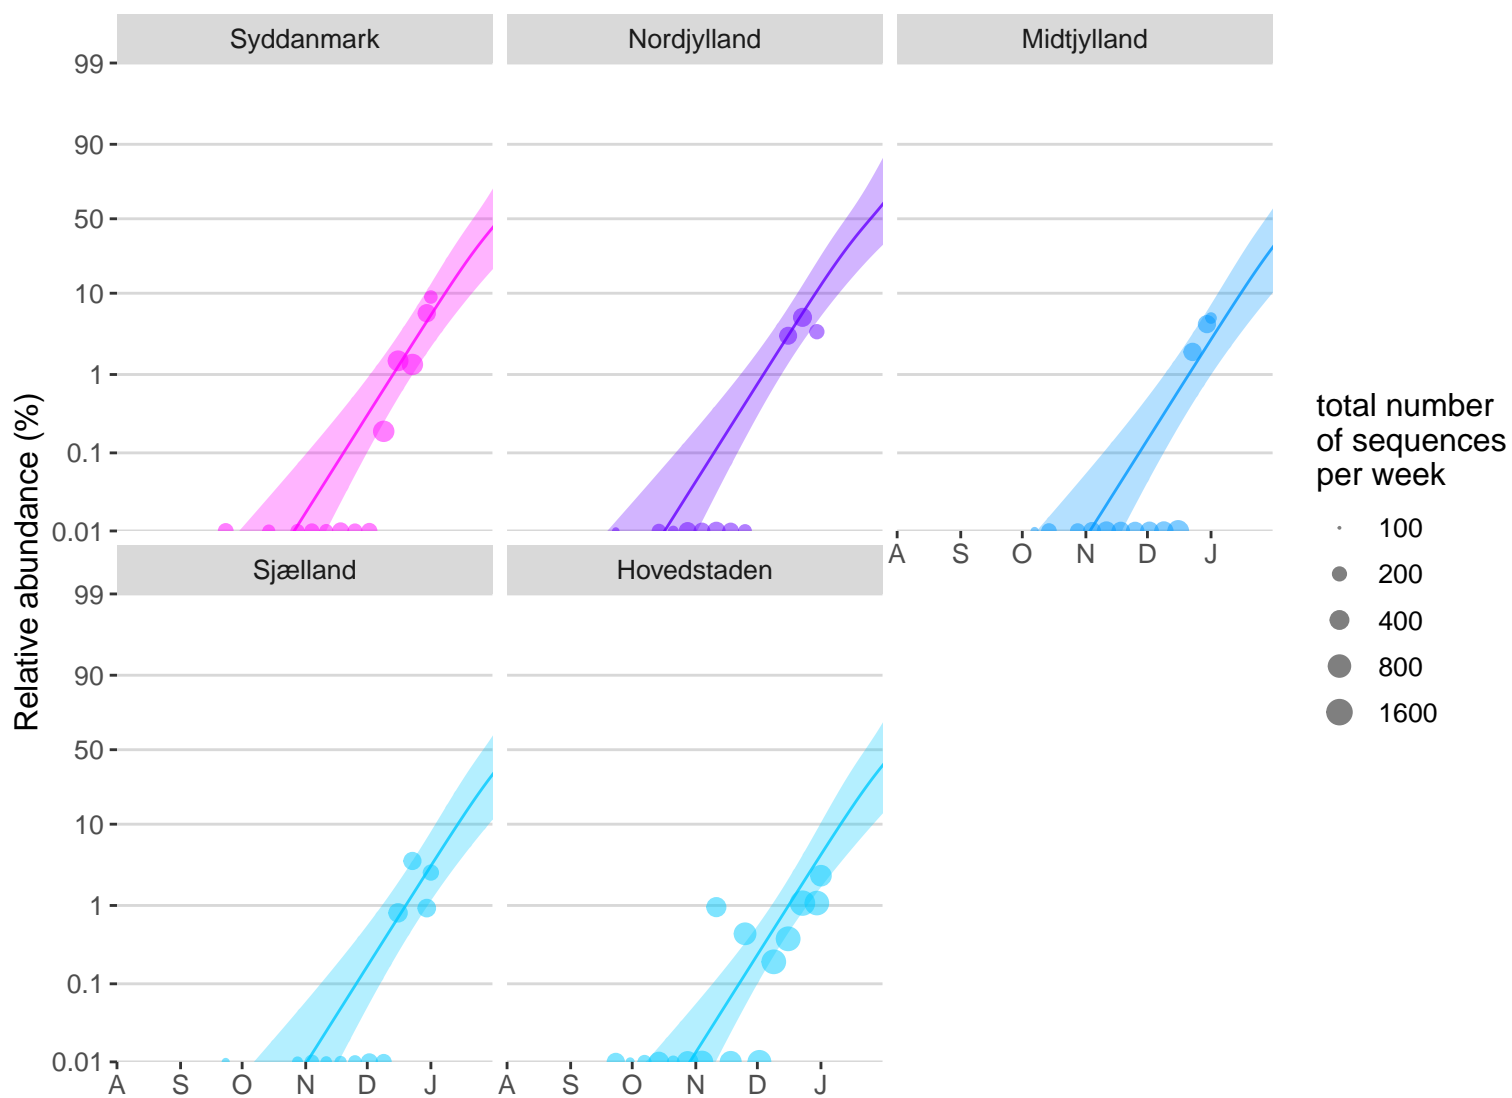 Syddanmark
Nordjylland
Midtjylland
99
90
50
10
1
0.1
0.01
A S O N D J
Sjælland
Hovedstaden
99
90
50
10
1
0.1
0.01
A S O N D J
A S O N D J
Relative abundance (%)
total number
of sequences
per week
100
200
400
800
1600